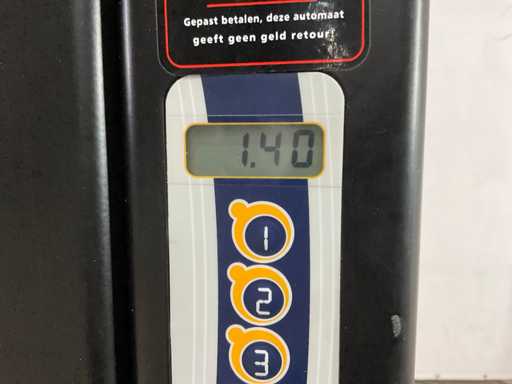 Gepast betalen, deze automaat
geeft geen geld retour!
1.40
1
2
3